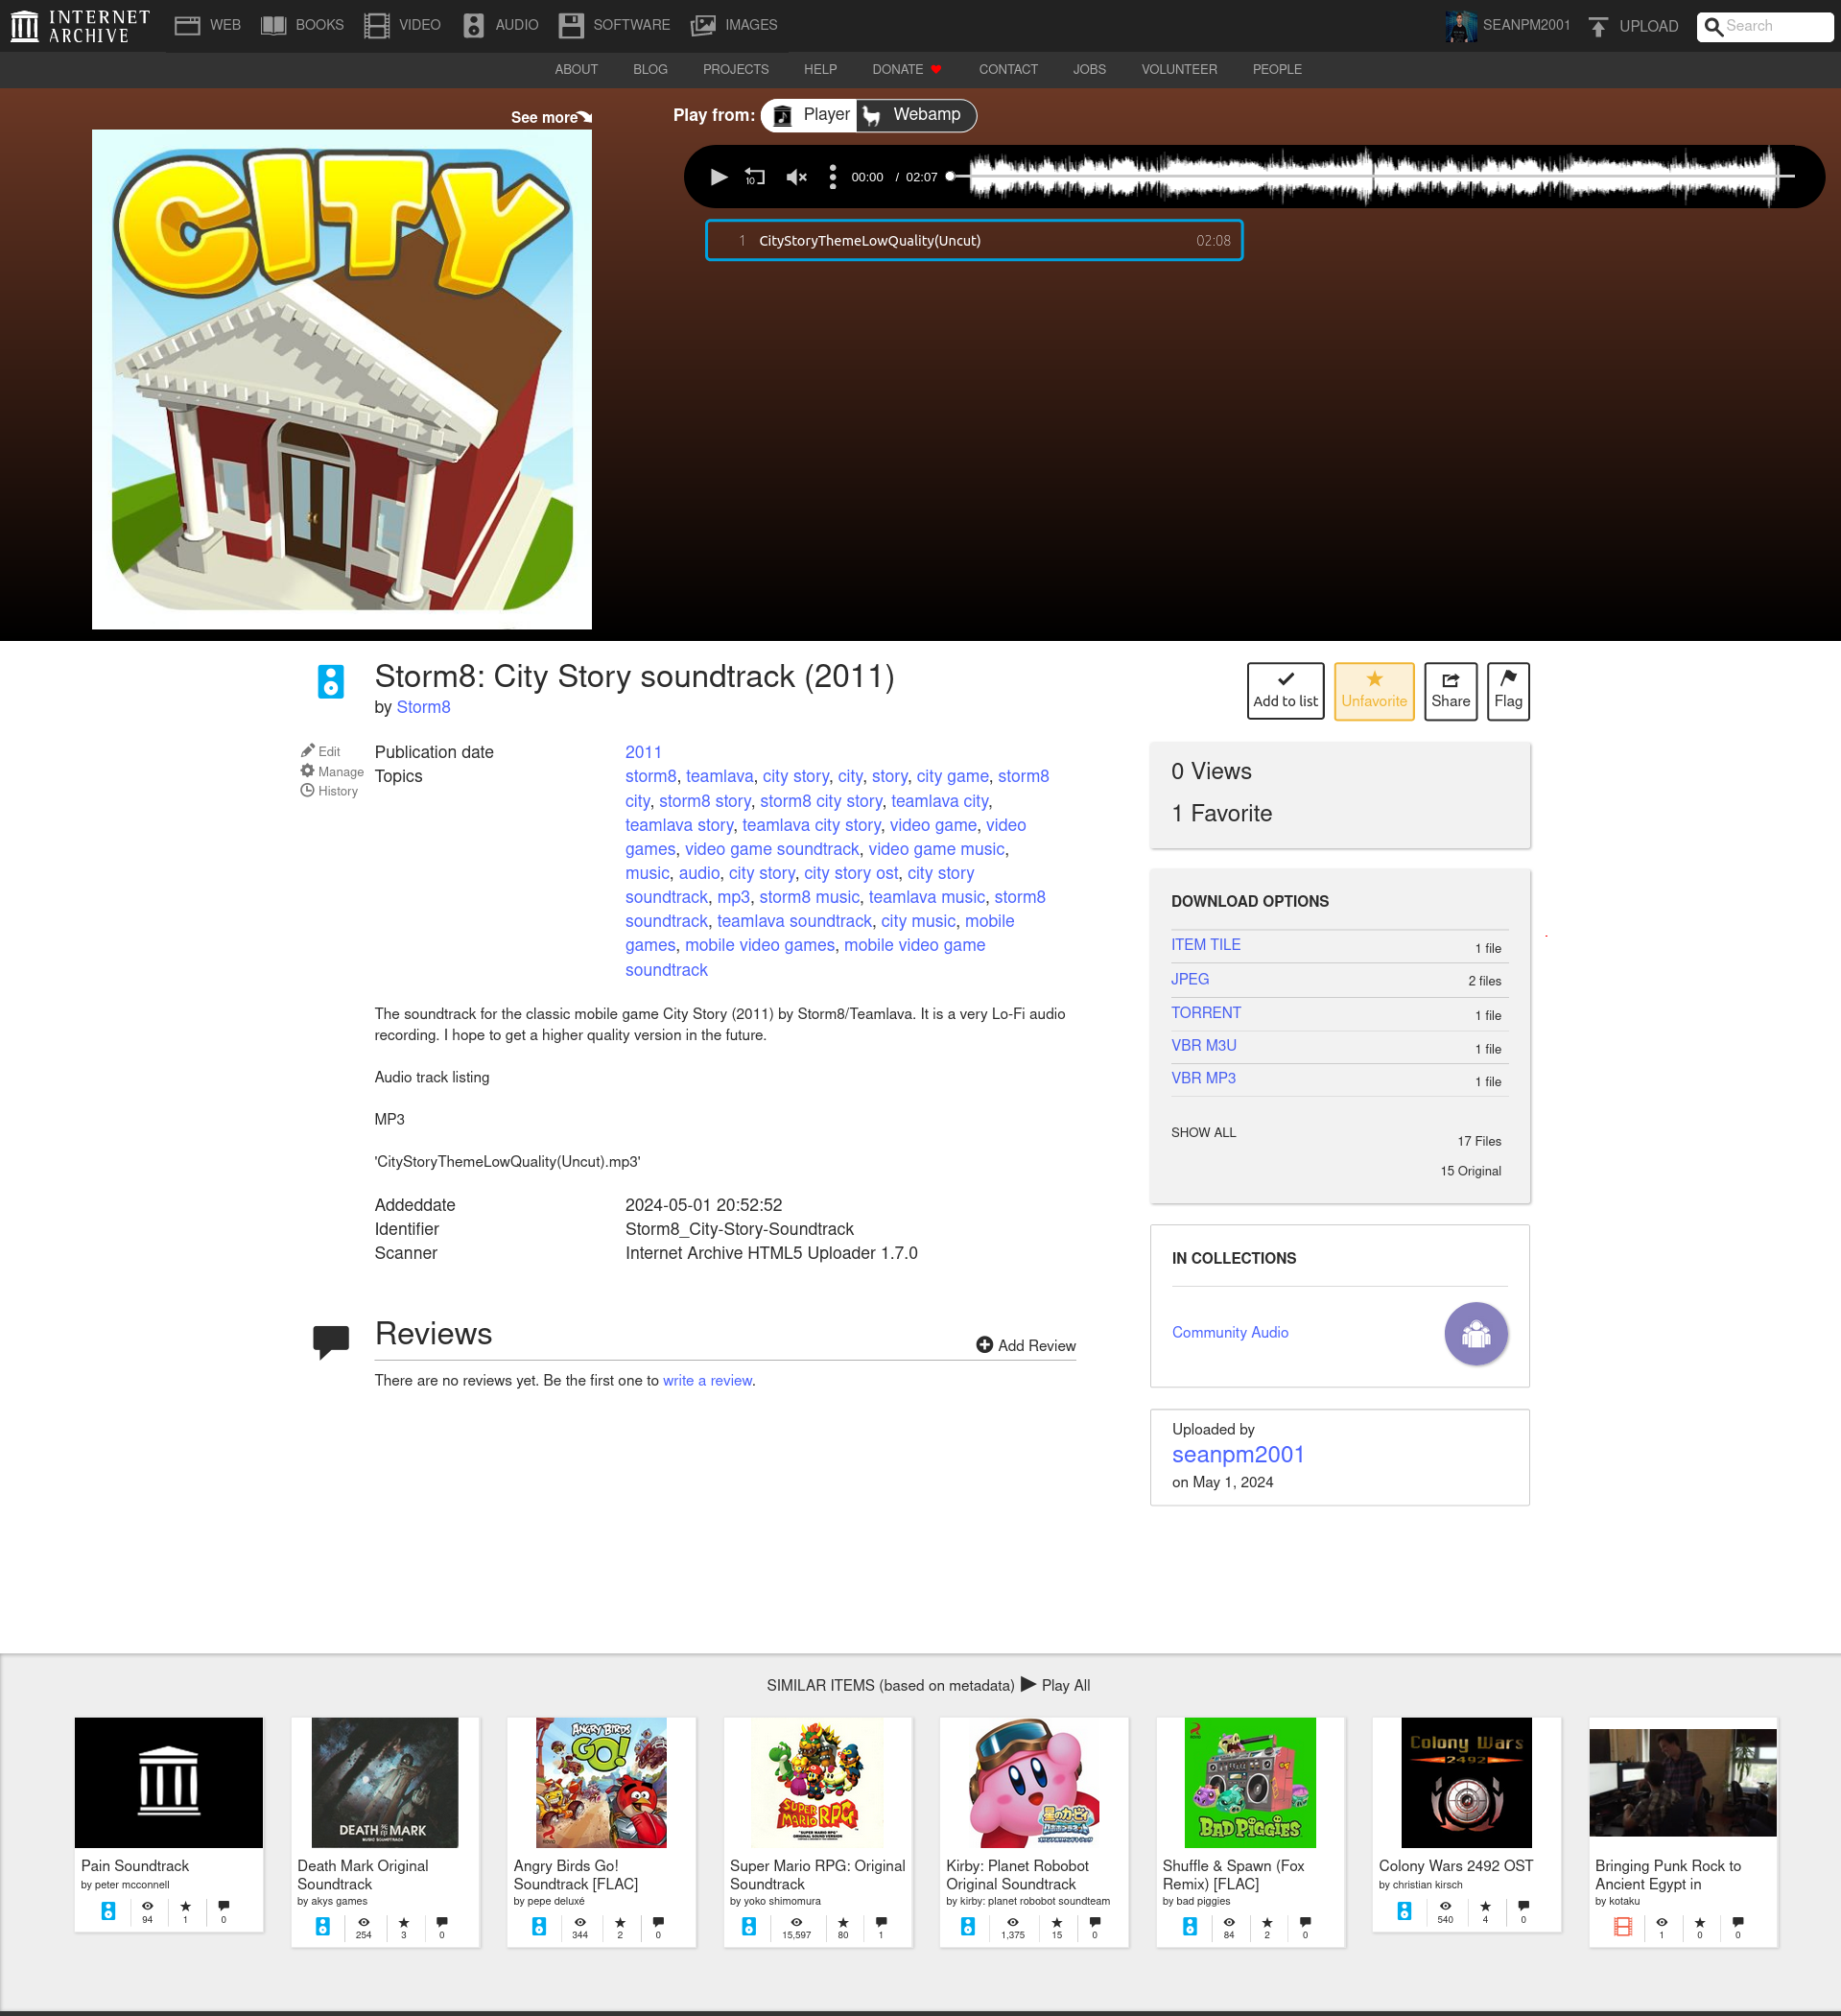 INTERNET ARCHIVE
WEB BOOKS VIDEO AUDIO SOFTWARE IMAGES
SEANPM2001 UPLOAD Search
ABOUT BLOG PROJECTS HELP DONATE CONTACT JOBS VOLUNTEER PEOPLE
See more
CITY
Play from: Player Webamp
10 00:00 / 02:07
1 CityStoryThemeLowQuality(Uncut) 02:08
Storm8: City Story soundtrack (2011)
by Storm8
Add to list
Unfavorite
Share
Flag
Edit
Manage
History
Publication date 2011
Topics storm8, teamlava, city story, city, story, city game, storm8
city, storm8 story, storm8 city story, teamlava city,
teamlava story, teamlava city story, video game, video
games, video game soundtrack, video game music,
music, audio, city story, city story ost, city story
soundtrack, mp3, storm8 music, teamlava music, storm8
soundtrack, teamlava soundtrack, city music, mobile
games, mobile video games, mobile video game
soundtrack
The soundtrack for the classic mobile game City Story (2011) by Storm8/Teamlava. It is a very Lo-Fi audio
recording. I hope to get a higher quality version in the future.
Audio track listing
MP3
'CityStoryThemeLowQuality(Uncut).mp3'
Addeddate 2024-05-01 20:52:52
Identifier Storm8_City-Story-Soundtrack
Scanner Internet Archive HTML5 Uploader 1.7.0
Reviews
Add Review
There are no reviews yet. Be the first one to write a review.
0 Views
1 Favorite
DOWNLOAD OPTIONS
ITEM TILE 1 file
JPEG 2 files
TORRENT 1 file
VBR M3U 1 file
VBR MP3 1 file
SHOW ALL 17 Files
15 Original
IN COLLECTIONS
Community Audio
Uploaded by
seanpm2001
on May 1, 2024
SIMILAR ITEMS (based on metadata) Play All
Pain Soundtrack
by peter mcconnell
94 1 0
DEATH MARK
Death Mark Original
Soundtrack
by akys games
254 3 0
ANGRY BIRDS
GO!
Angry Birds Go!
Soundtrack [FLAC]
by pepe deluxé
344 2 0
SUPER MARIO RPG
"SUPER MARIO RPG"
ORIGINAL SOUND VERSION
Super Mario RPG: Original
Soundtrack
by yoko shimomura
15,597 80 1
星のカービィ
Kirby: Planet Robobot
Original Soundtrack
by kirby: planet robobot soundteam
1,375 15 0
BAD PIGGIES
Shuffle & Spawn (Fox
Remix) [FLAC]
by bad piggies
84 2 0
Colony Wars
2492
Colony Wars 2492 OST
by christian kirsch
540 4 0
Bringing Punk Rock to
Ancient Egypt in
by kotaku
1 0 0